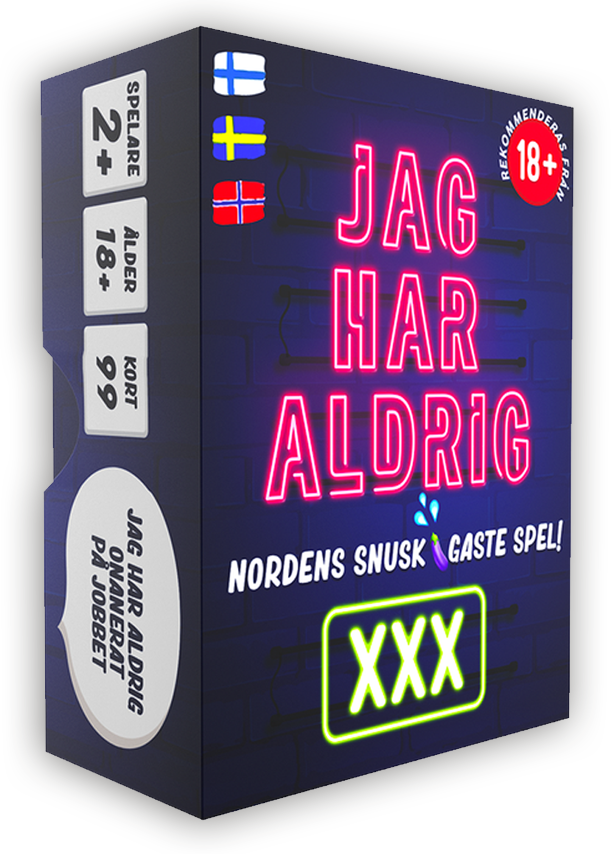 REKOMMENDERAS FRÅN
18+
JAG
HAR
ALDRIG
NORDENS SNUSK🍆GASTE SPEL!
XXX
SPELARE
2+
ÅLDER
18+
KORT
99
JAG HAR ALDRIG
ONANERAT
PÅ JOBBET